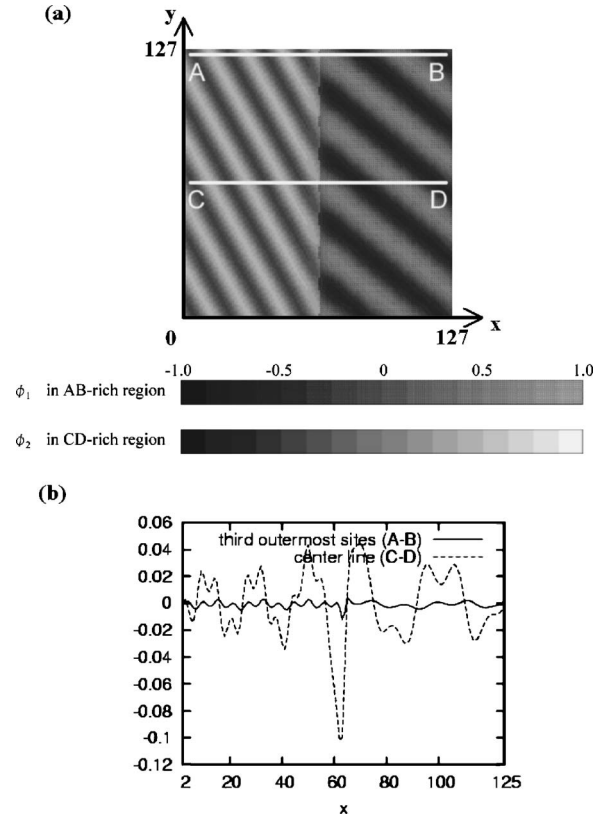 (a)
y
127
A B
C D
0 127
x
-1.0 -0.5 0 0.5 1.0
ϕ1 in AB-rich region
ϕ2 in CD-rich region
(b)
0.06
third outermost sites (A-B)
0.04
center line (C-D)
0.02
0
-0.02
-0.04
-0.06
-0.08
-0.1
-0.12
2 20 40 60 80 100 125
x